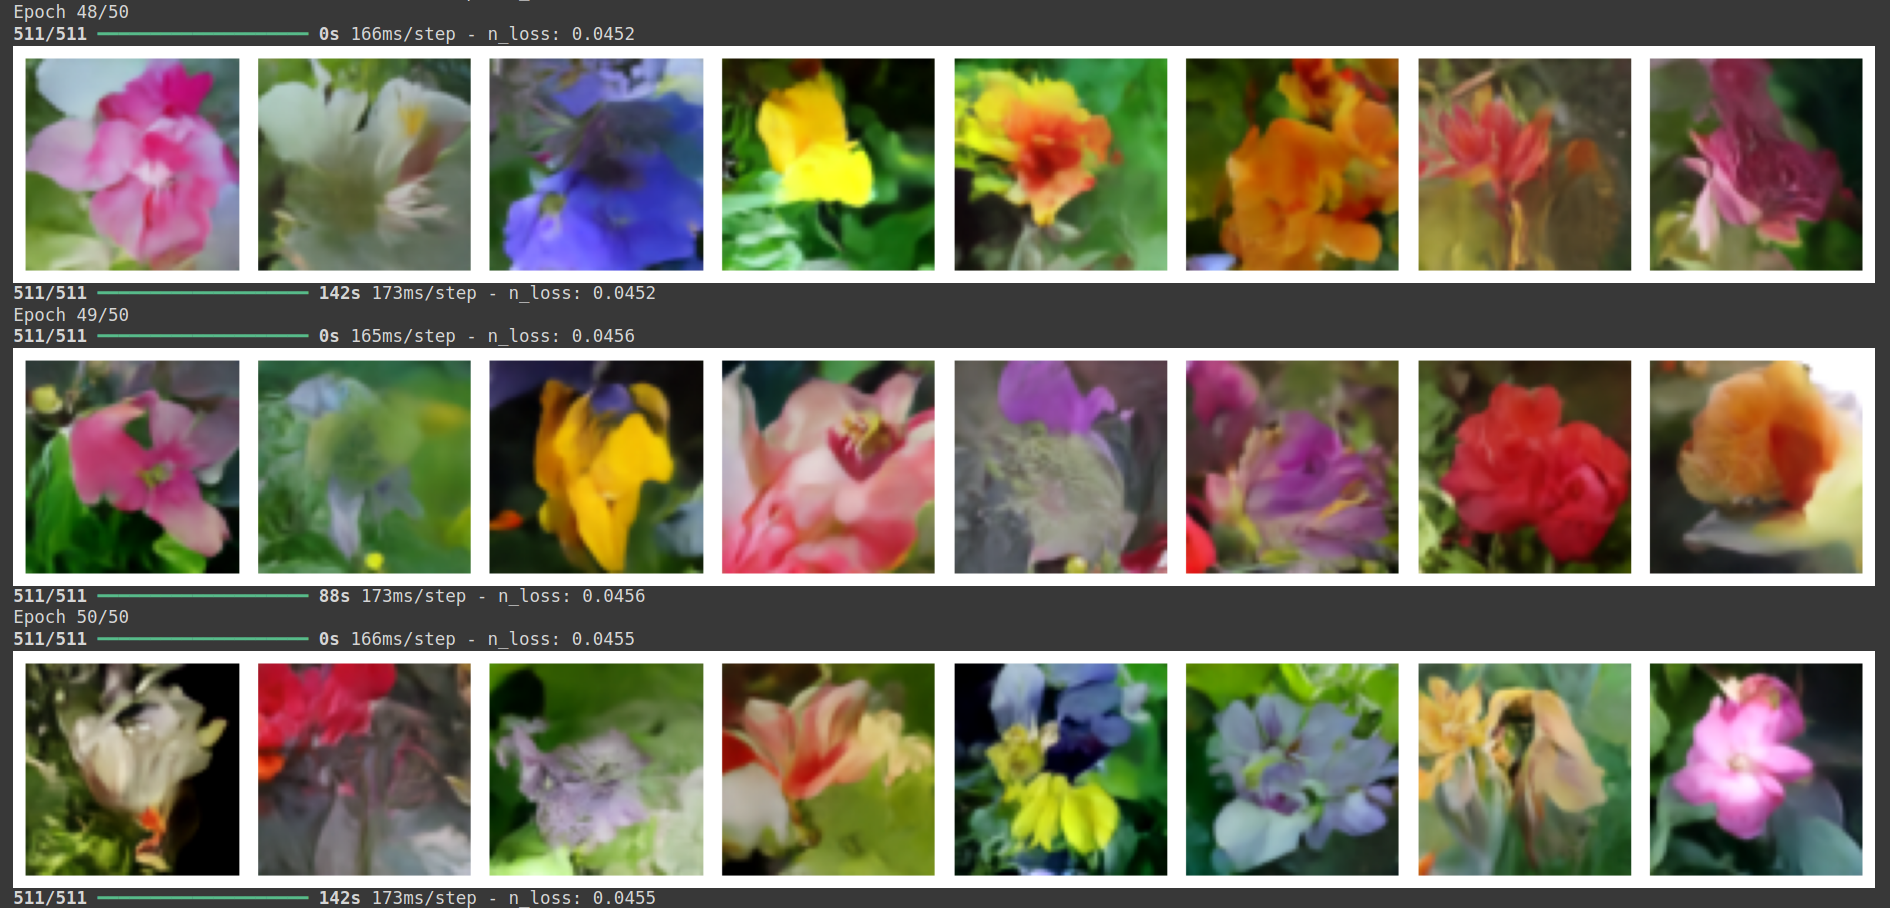 Epoch 48/50
511/511 0s 166ms/step - n_loss: 0.0452
511/511 142s 173ms/step - n_loss: 0.0452
Epoch 49/50
511/511 0s 165ms/step - n_loss: 0.0456
511/511 88s 173ms/step - n_loss: 0.0456
Epoch 50/50
511/511 0s 166ms/step - n_loss: 0.0455
511/511 142s 173ms/step - n_loss: 0.0455